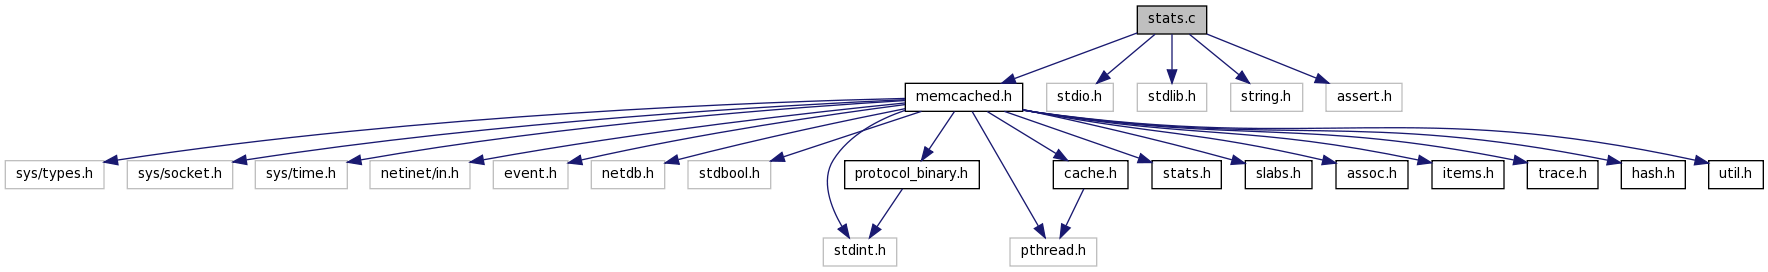 stats.c
memcached.h
stdio.h
stdlib.h
string.h
assert.h
sys/types.h
sys/socket.h
sys/time.h
netinet/in.h
event.h
netdb.h
stdbool.h
protocol_binary.h
cache.h
stats.h
slabs.h
assoc.h
items.h
trace.h
hash.h
util.h
stdint.h
pthread.h